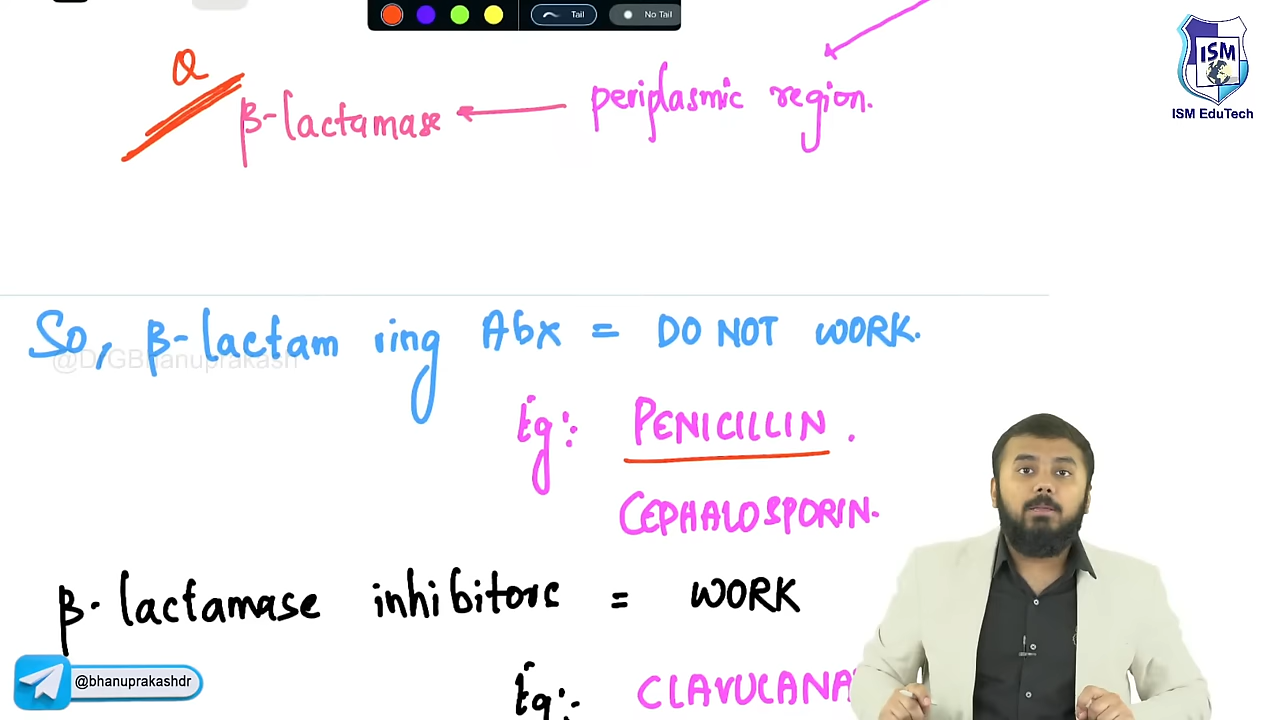 Tail
No Tail
ISM
ISM EduTech
Q
β-lactamase ← periplasmic region.
So, β-lactam ring Abx = DO NOT WORK.
@DrGBhanuprakash
Eg:- PENICILLIN.
CEPHALOSPORIN.
β-lactamase inhibitors = WORK
@bhanuprakashdr
Eg:-